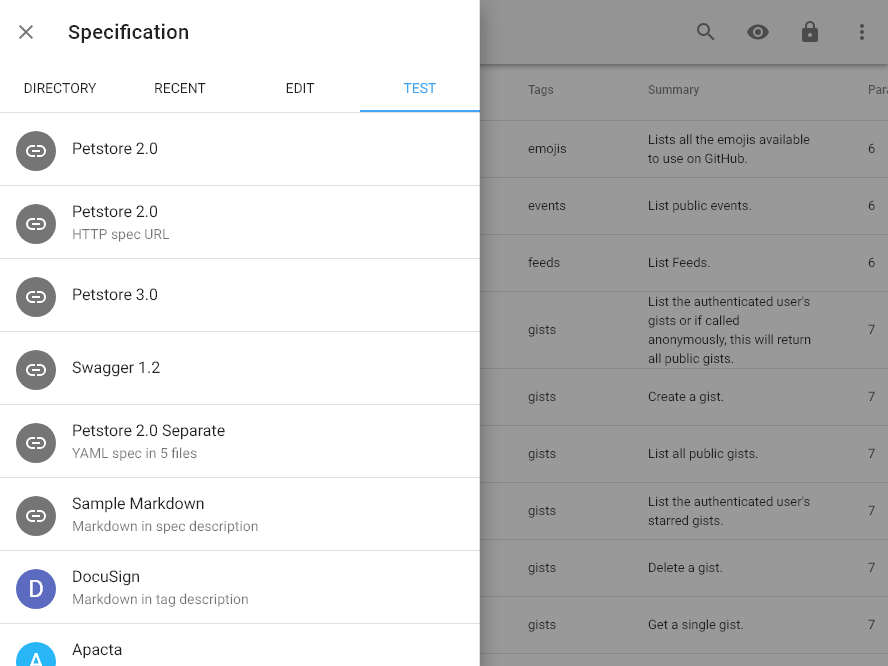 Specification
DIRECTORY
RECENT
EDIT
TEST
Petstore 2.0
Petstore 2.0
HTTP spec URL
Petstore 3.0
Swagger 1.2
Petstore 2.0 Separate
YAML spec in 5 files
Sample Markdown
Markdown in spec description
D
DocuSign
Markdown in tag description
A
Apacta
Tags
Summary
Para
emojis
Lists all the emojis available
to use on GitHub.
6
events
List public events.
6
feeds
List Feeds.
6
gists
List the authenticated user's
gists or if called
anonymously, this will return
all public gists.
7
gists
Create a gist.
7
gists
List all public gists.
7
gists
List the authenticated user's
starred gists.
7
gists
Delete a gist.
7
gists
Get a single gist.
7